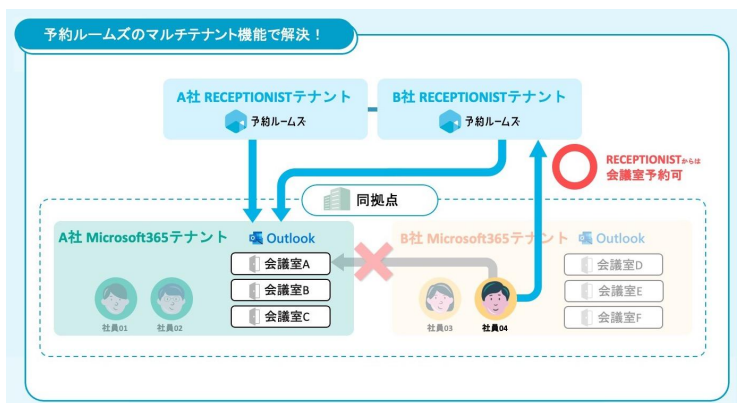 予約ルームズのマルチテナント機能で解決！
A社 RECEPTIONISTテナント
予約ルームズ
B社 RECEPTIONISTテナント
予約ルームズ
RECEPTIONISTからは
会議室予約可
同拠点
A社 Microsoft365テナント
Outlook
会議室A
会議室B
会議室C
社員01
社員02
B社 Microsoft365テナント
Outlook
会議室D
会議室E
会議室F
社員03
社員04